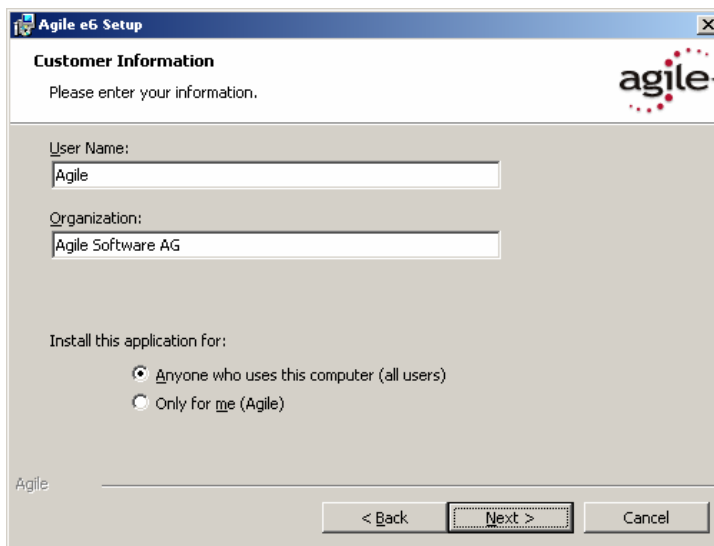 Agile e6 Setup
Customer Information
Please enter your information.
agile
User Name:
Agile
Organization:
Agile Software AG
Install this application for:
Anyone who uses this computer (all users)
Only for me (Agile)
Agile
< Back
Next >
Cancel